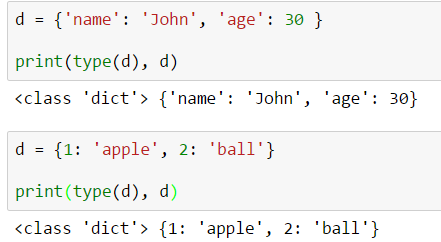 d = {'name': 'John', 'age': 30 }
print(type(d), d)
<class 'dict'> {'name': 'John', 'age': 30}
d = {1: 'apple', 2: 'ball'}
print(type(d), d)
<class 'dict'> {1: 'apple', 2: 'ball'}